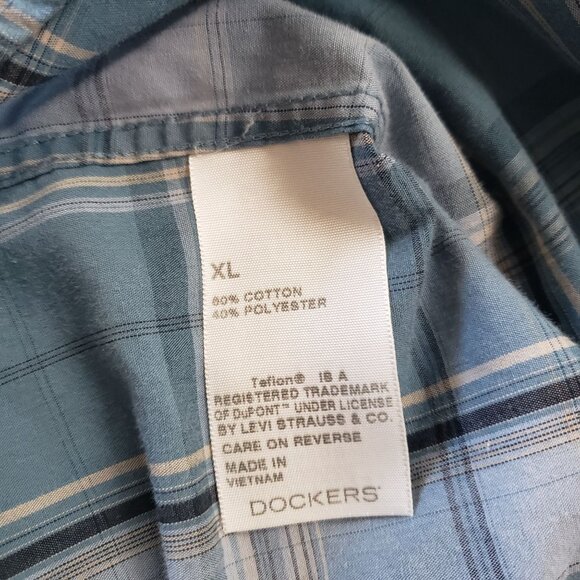 XL
60% COTTON
40% POLYESTER
Teflon® IS A
REGISTERED TRADEMARK
OF DuPONT™ UNDER LICENSE
BY LEVI STRAUSS & CO.
CARE ON REVERSE
MADE IN
VIETNAM
DOCKERS®